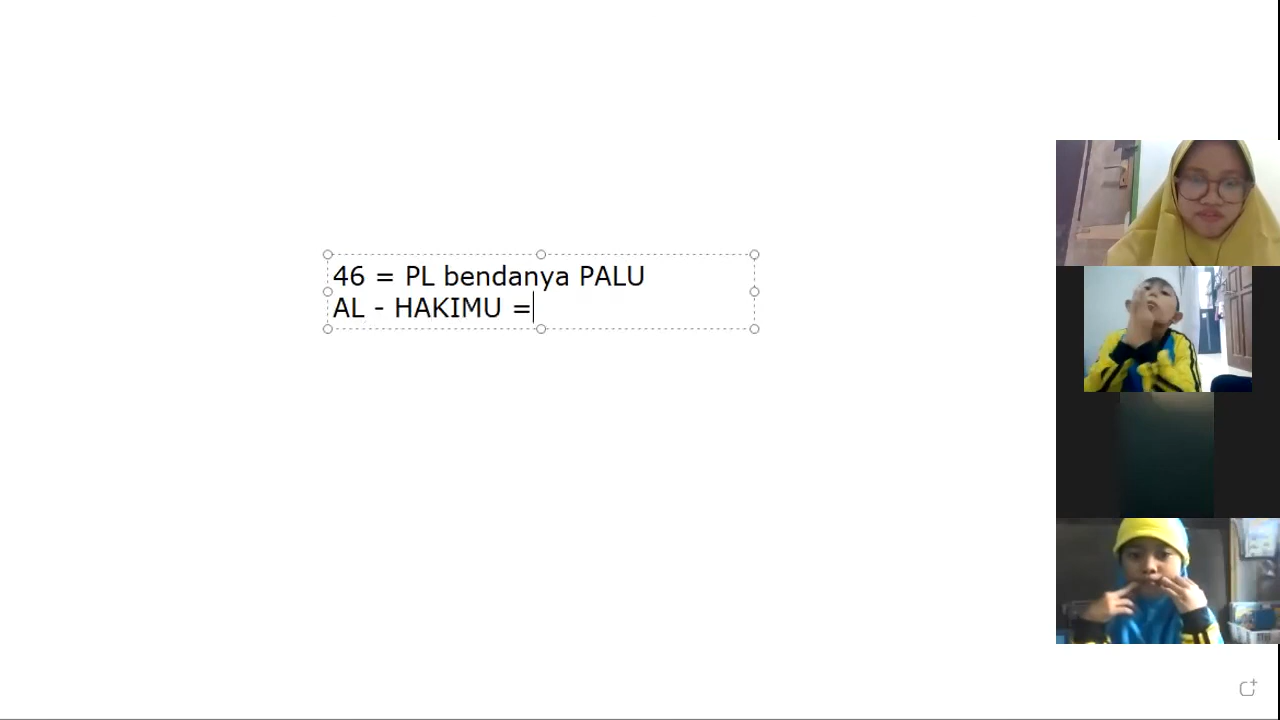 46 = PL bendanya PALU
AL - HAKIMU =